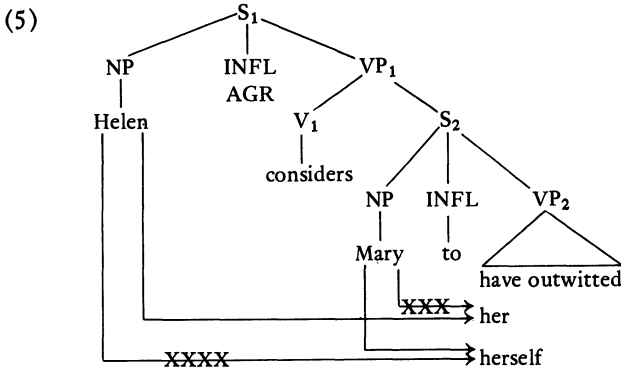 (5) S₁
NP INFL VP₁
AGR
Helen V₁ S₂
considers
NP INFL VP₂
Mary to
have outwitted
XXX
her
XXXX herself